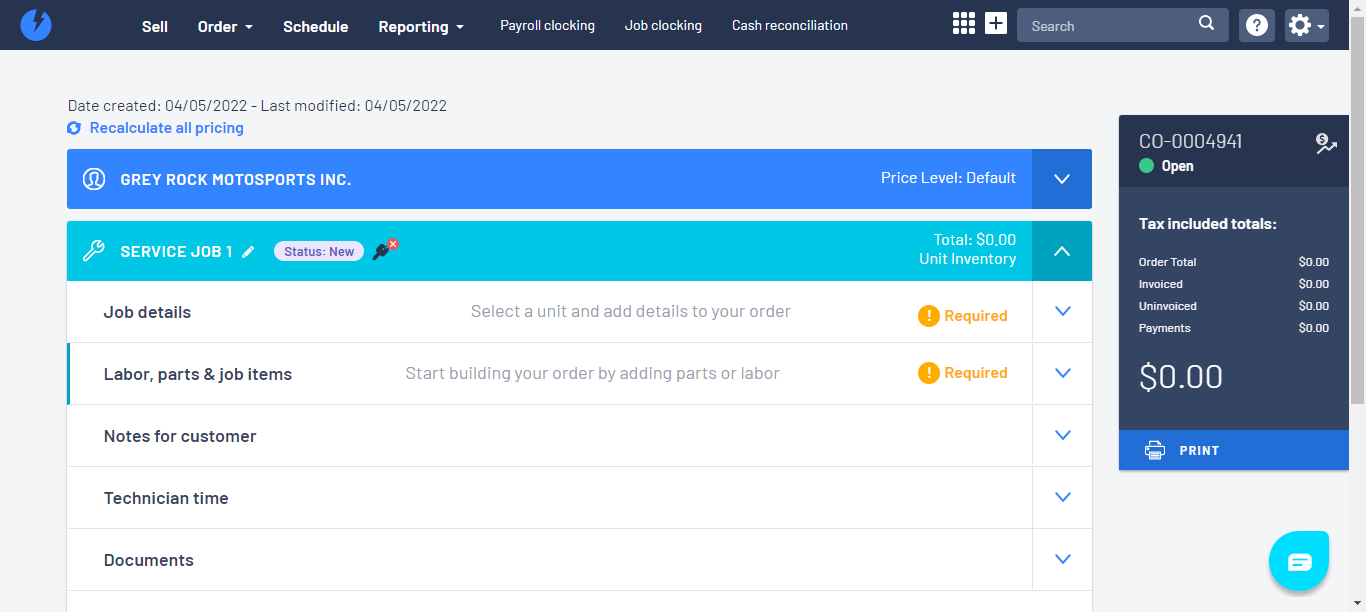 Sell
Order
Schedule
Reporting
Payroll clocking
Job clocking
Cash reconciliation
Search
Date created: 04/05/2022 - Last modified: 04/05/2022
Recalculate all pricing
GREY ROCK MOTOSPORTS INC.
Price Level: Default
SERVICE JOB 1
Status: New
Total: $0.00
Unit Inventory
Job details
Select a unit and add details to your order
! Required
Labor, parts & job items
Start building your order by adding parts or labor
! Required
Notes for customer
Technician time
Documents
CO-0004941
Open
Tax included totals:
Order Total $0.00
Invoiced $0.00
Uninvoiced $0.00
Payments $0.00
$0.00
PRINT